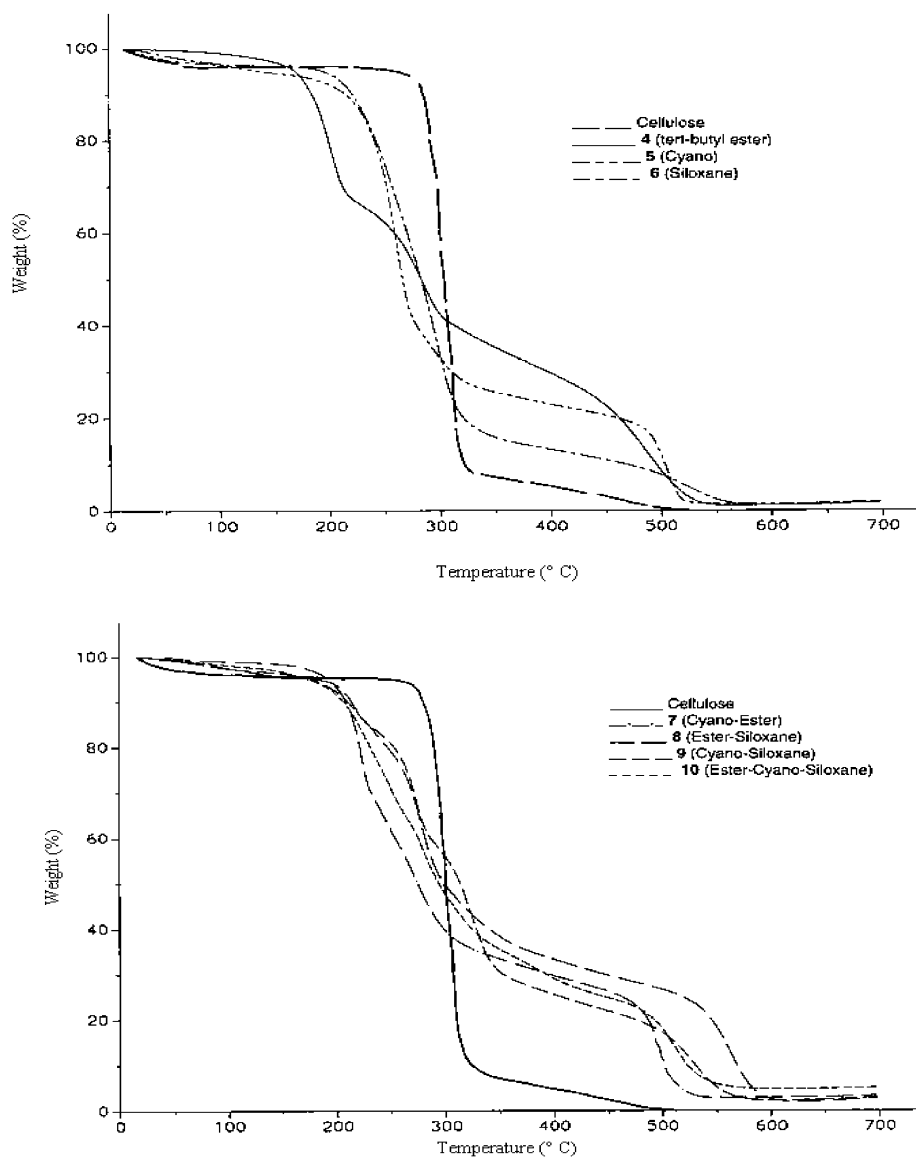 100
80
60
40
20
0
Weight (%)
Cellulose
4 (tert-butyl ester)
5 (Cyano)
6 (Siloxane)
0 100 200 300 400 500 600 700
Temperature (° C)
100
80
60
40
20
0
Weight (%)
Cellulose
7 (Cyano-Ester)
8 (Ester-Siloxane)
9 (Cyano-Siloxane)
10 (Ester-Cyano-Siloxane)
0 100 200 300 400 500 600 700
Temperature (° C)